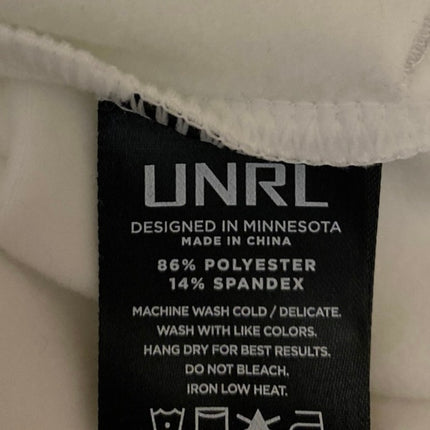 UNRL
DESIGNED IN MINNESOTA
MADE IN CHINA
86% POLYESTER
14% SPANDEX
MACHINE WASH COLD / DELICATE.
WASH WITH LIKE COLORS.
HANG DRY FOR BEST RESULTS.
DO NOT BLEACH.
IRON LOW HEAT.